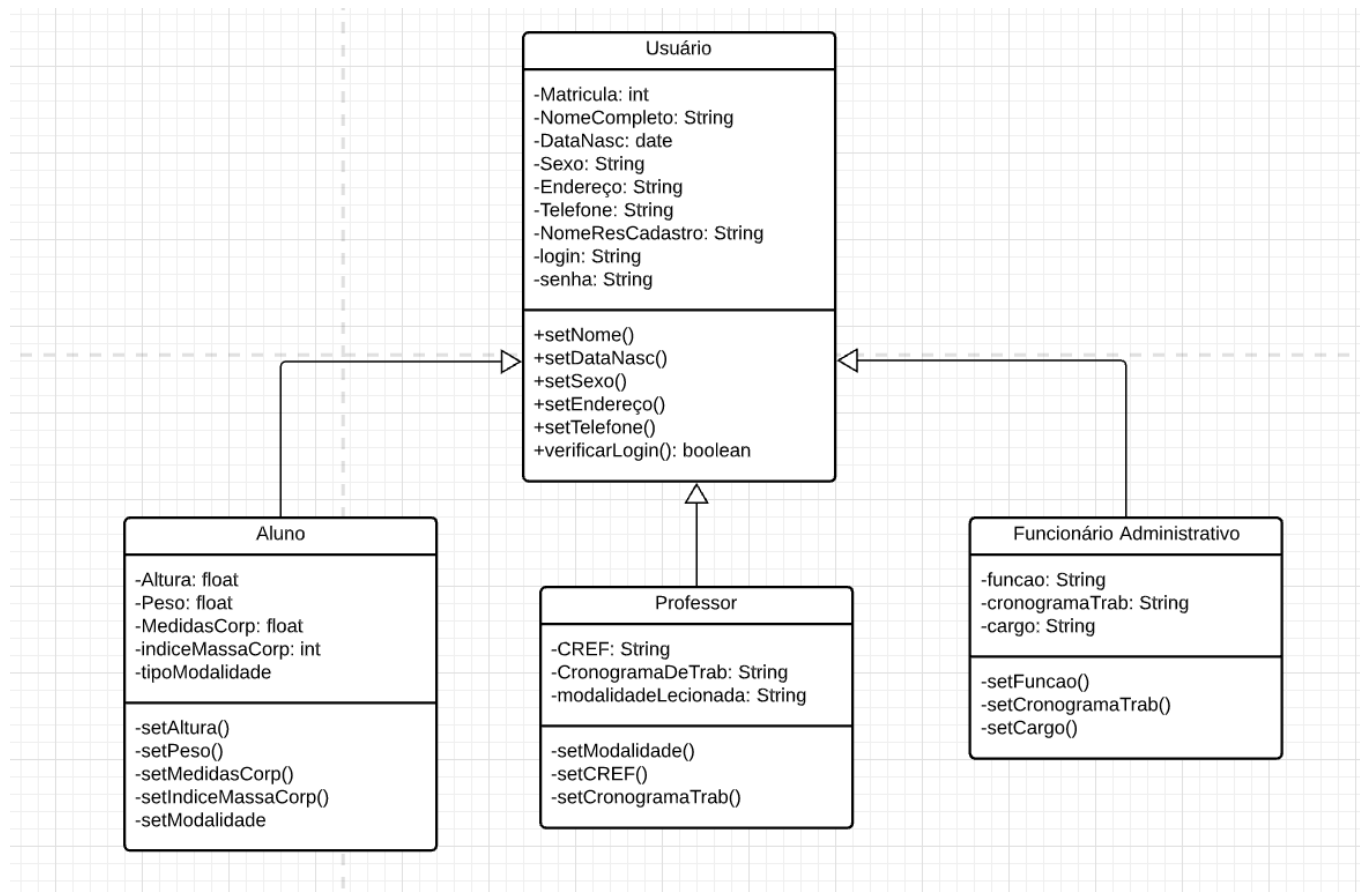 Usuário
-Matricula: int
-NomeCompleto: String
-DataNasc: date
-Sexo: String
-Endereço: String
-Telefone: String
-NomeResCadastro: String
-login: String
-senha: String
+setNome()
+setDataNasc()
+setSexo()
+setEndereço()
+setTelefone()
+verificarLogin(): boolean
Aluno
-Altura: float
-Peso: float
-MedidasCorp: float
-indiceMassaCorp: int
-tipoModalidade
-setAltura()
-setPeso()
-setMedidasCorp()
-setIndiceMassaCorp()
-setModalidade
Professor
-CREF: String
-CronogramaDeTrab: String
-modalidadeLecionada: String
-setModalidade()
-setCREF()
-setCronogramaTrab()
Funcionário Administrativo
-funcao: String
-cronogramaTrab: String
-cargo: String
-setFuncao()
-setCronogramaTrab()
-setCargo()